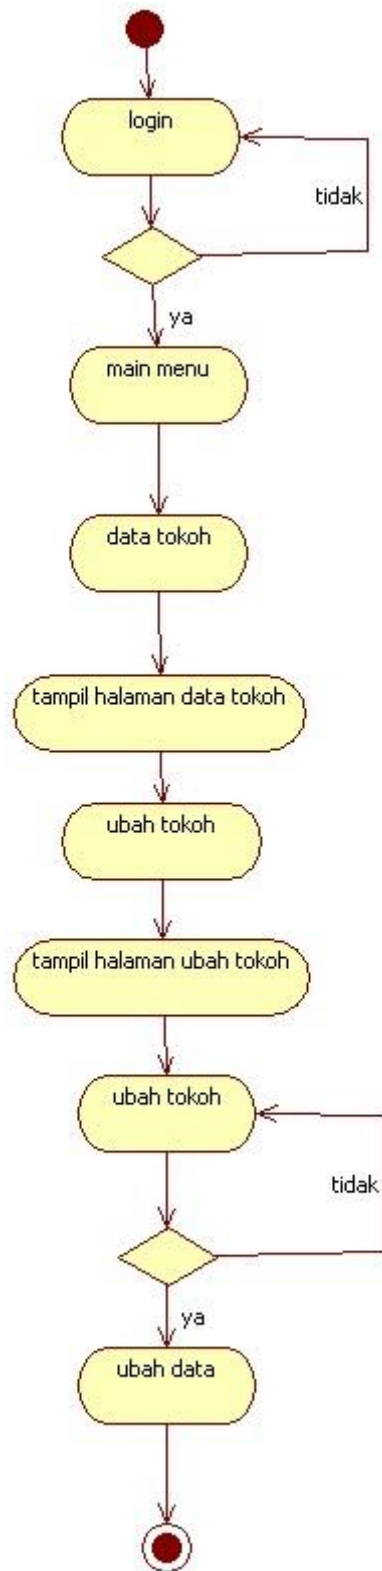 login
tidak
ya
main menu
data tokoh
tampil halaman data tokoh
ubah tokoh
tampil halaman ubah tokoh
ubah tokoh
tidak
ya
ubah data